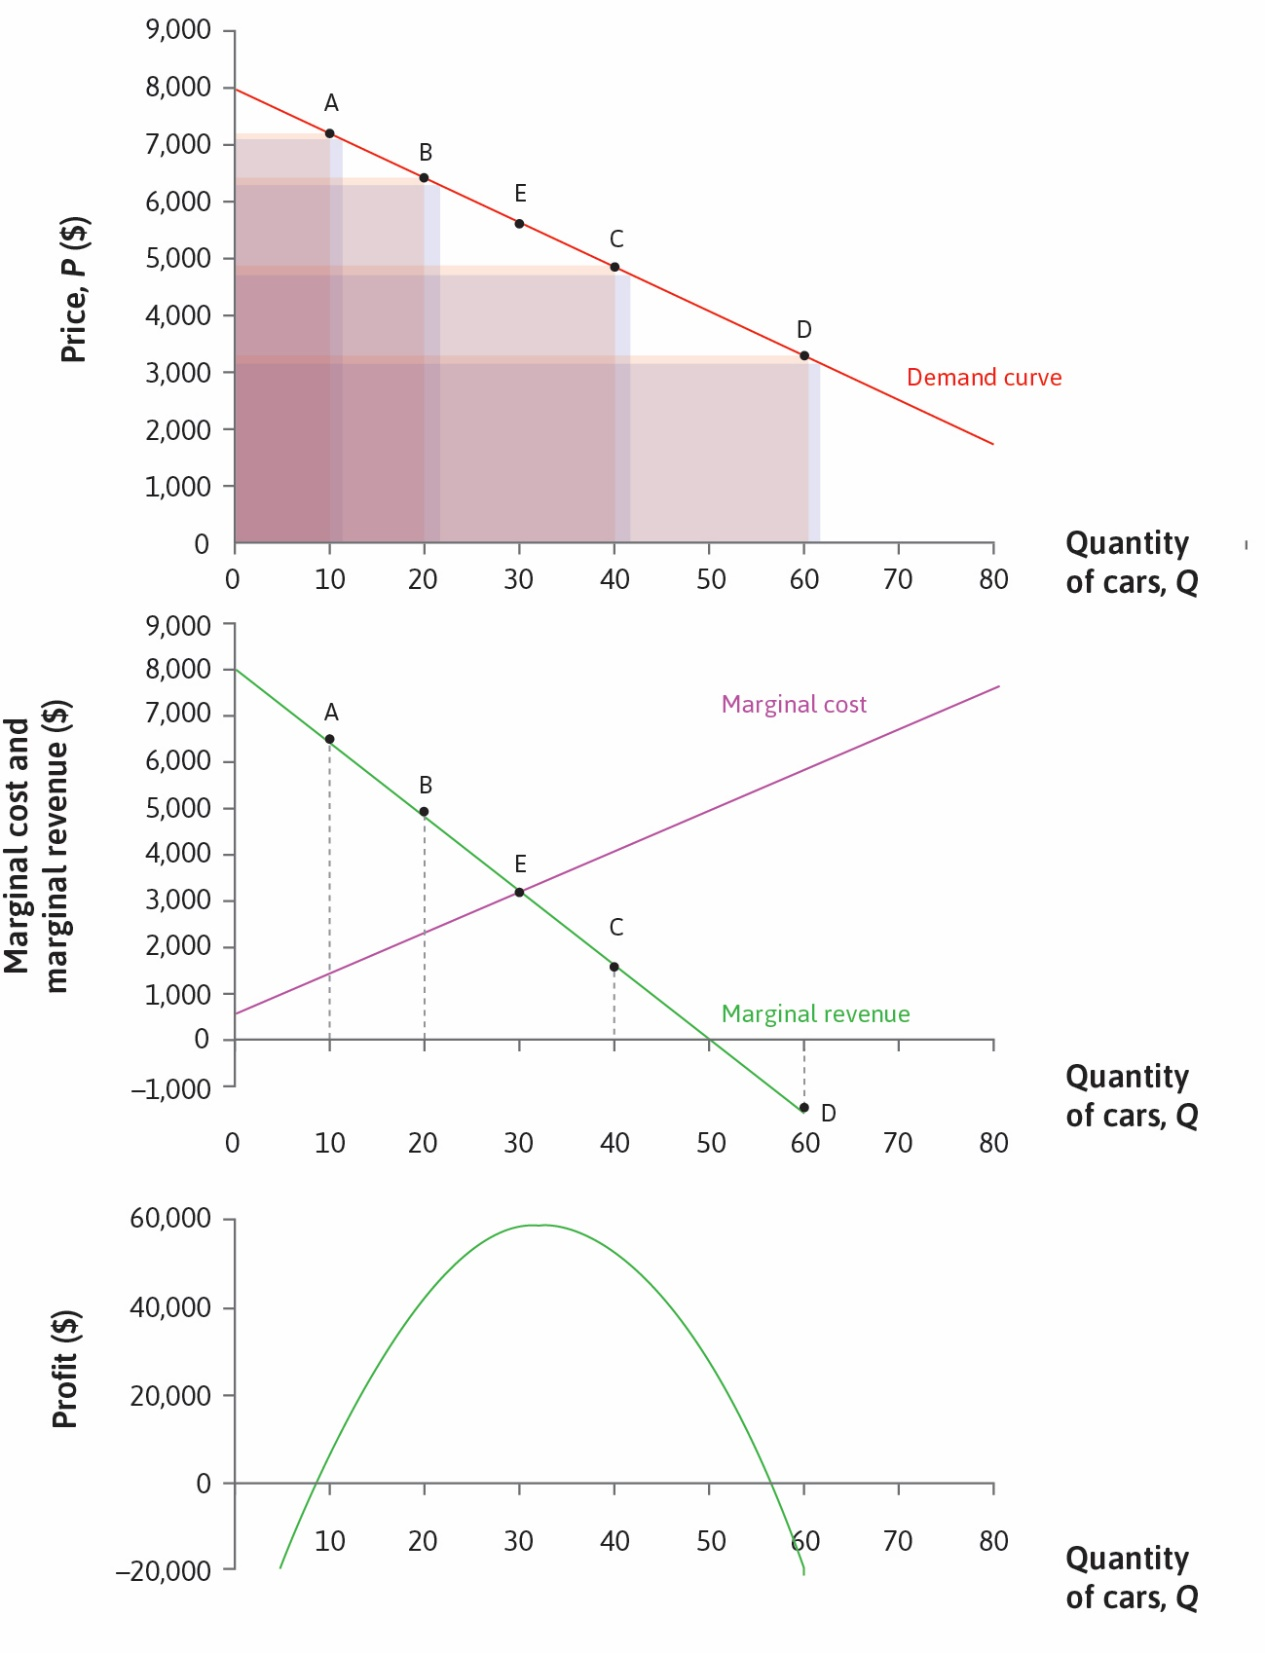 9,000
8,000
7,000
6,000
5,000
4,000
3,000
2,000
1,000
0
Price, P ($)
A
B
E
C
D
Demand curve
0 10 20 30 40 50 60 70 80
Quantity
of cars, Q
9,000
8,000
7,000
6,000
5,000
4,000
3,000
2,000
1,000
0
–1,000
Marginal cost and
marginal revenue ($)
Marginal cost
A
B
E
C
Marginal revenue
D
0 10 20 30 40 50 60 70 80
Quantity
of cars, Q
60,000
40,000
20,000
0
–20,000
Profit ($)
10 20 30 40 50 60 70 80
Quantity
of cars, Q